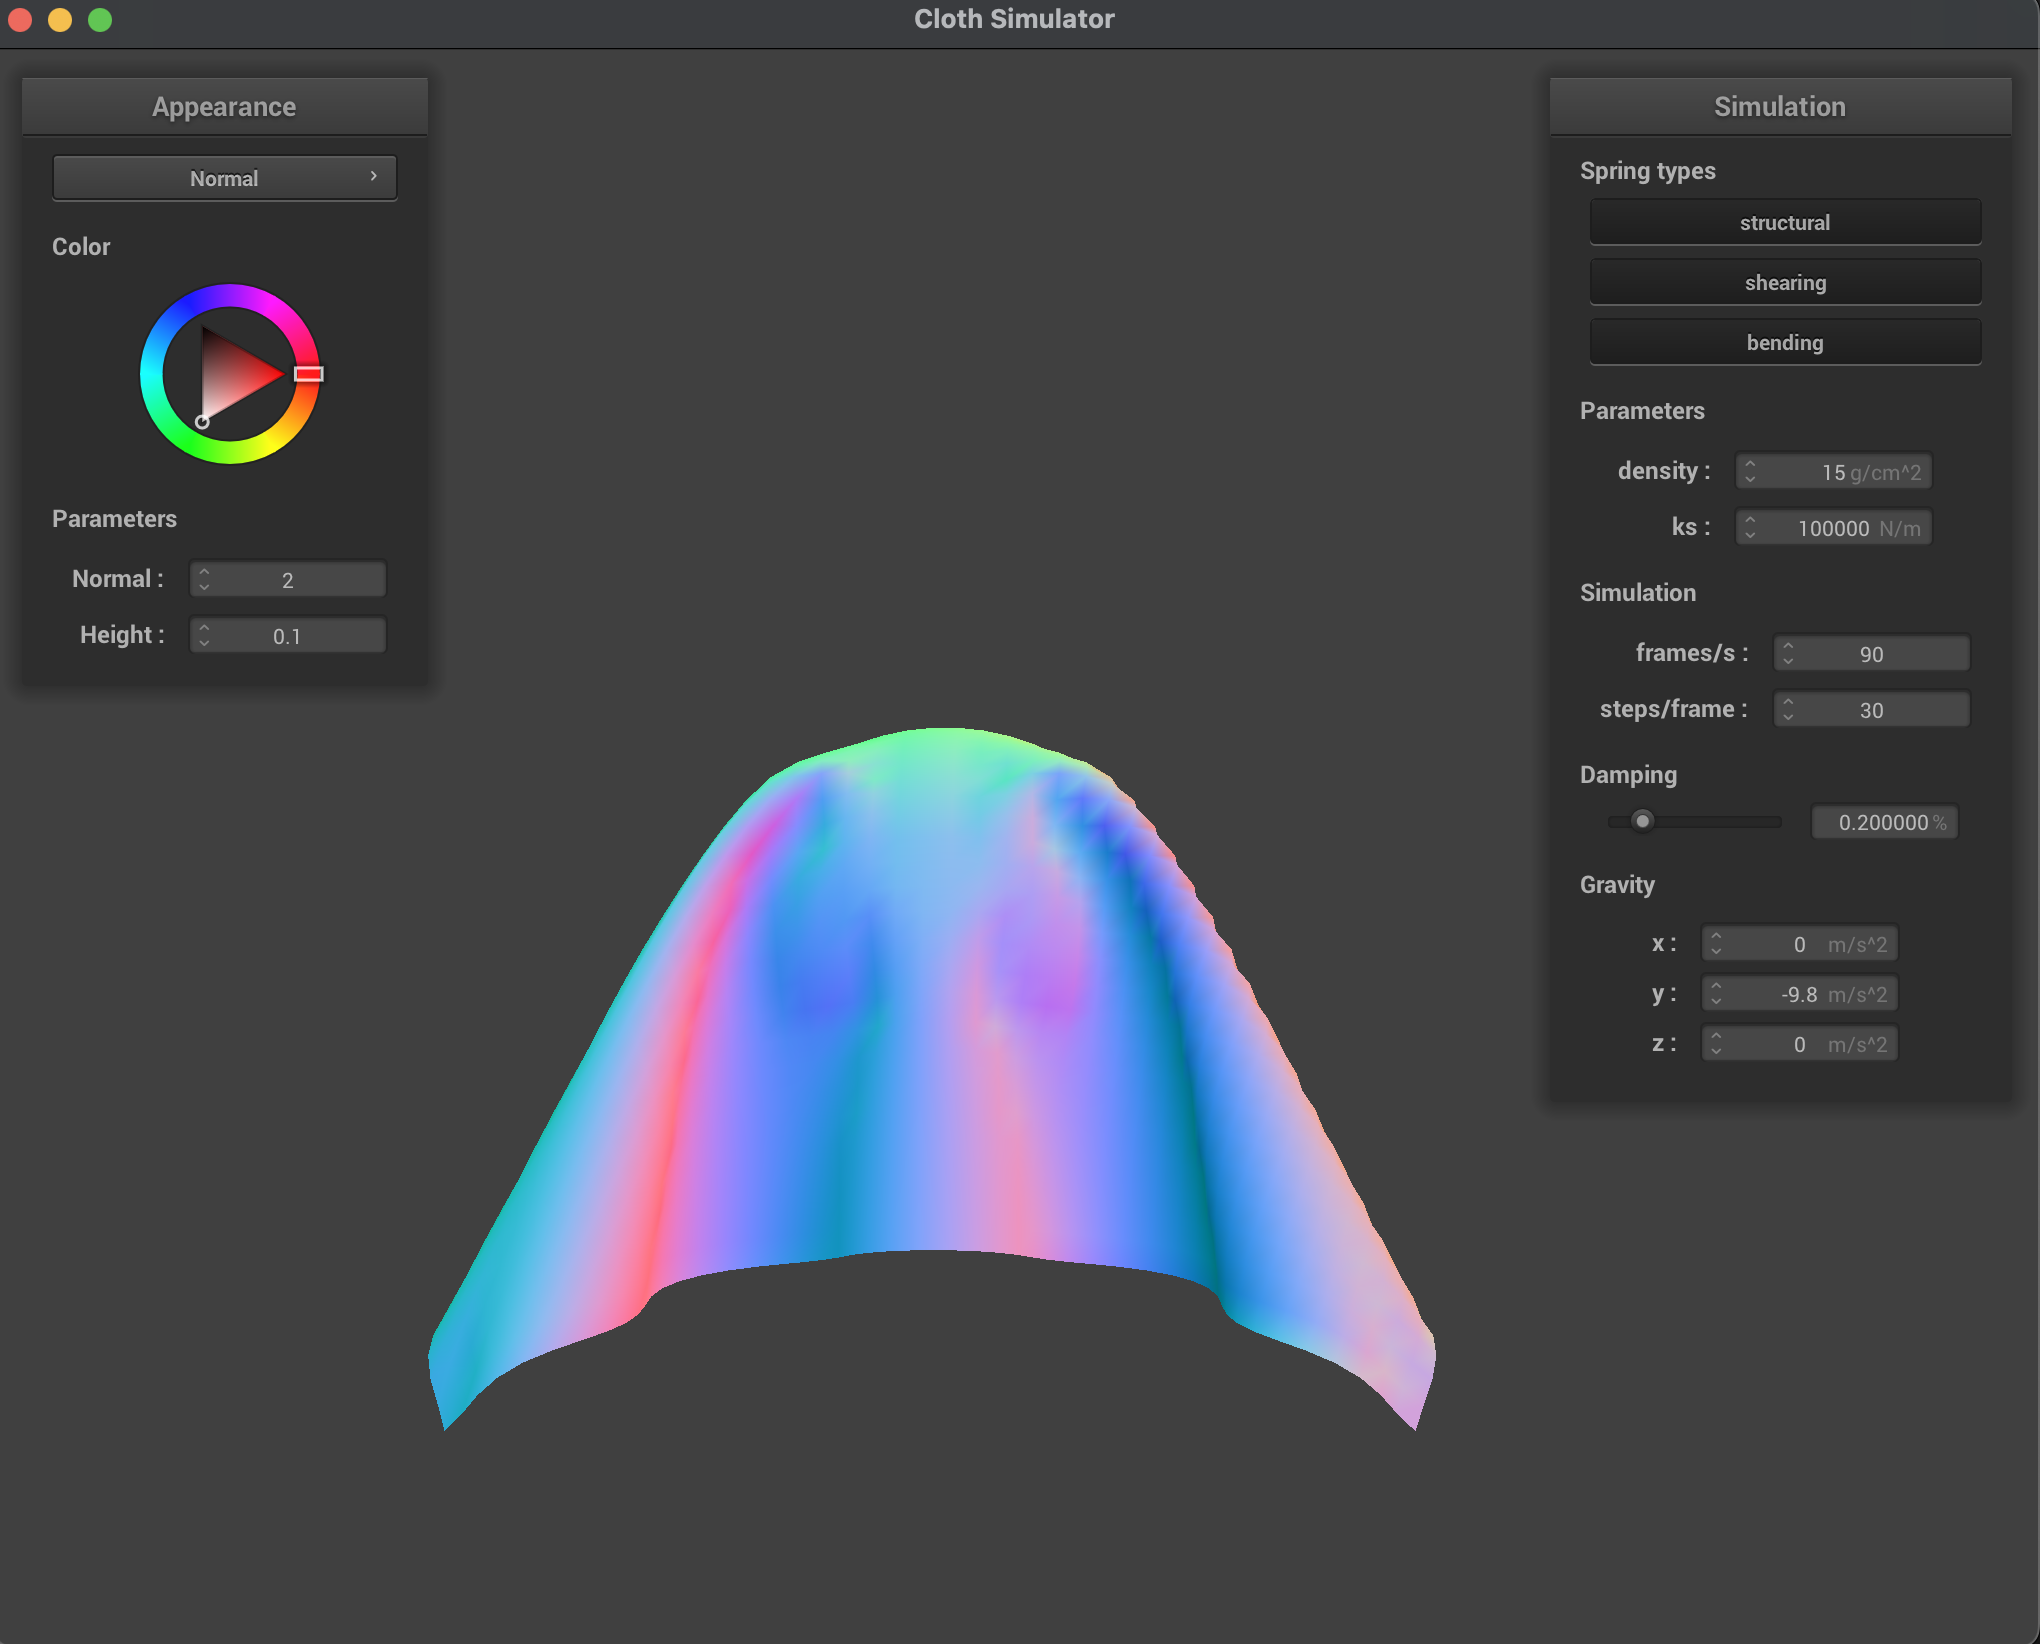 Cloth Simulator
Appearance
Normal
Color
Parameters
Normal : 2
Height : 0.1
Simulation
Spring types
structural
shearing
bending
Parameters
density : 15 g/cm^2
ks : 100000 N/m
Simulation
frames/s : 90
steps/frame : 30
Damping
0.200000 %
Gravity
x : 0 m/s^2
y : -9.8 m/s^2
z : 0 m/s^2